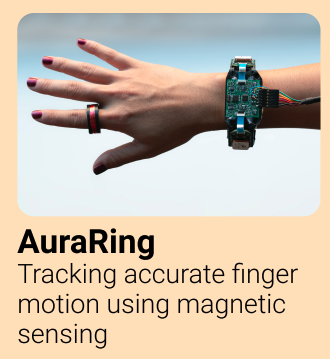 AuraRing
Tracking accurate finger
motion using magnetic
sensing